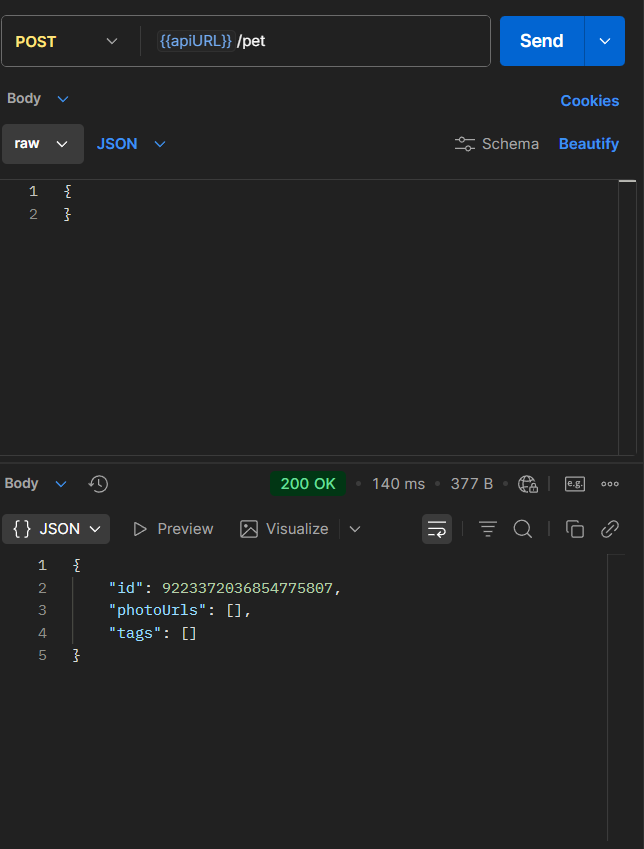 POST {{apiURL}}/pet Send
Body Cookies
raw JSON Schema Beautify
1 {
2 }
Body 200 OK • 140 ms • 377 B • e.g.
{} JSON Preview Visualize
1 {
2 "id": 9223372036854775807,
3 "photoUrls": [],
4 "tags": []
5 }